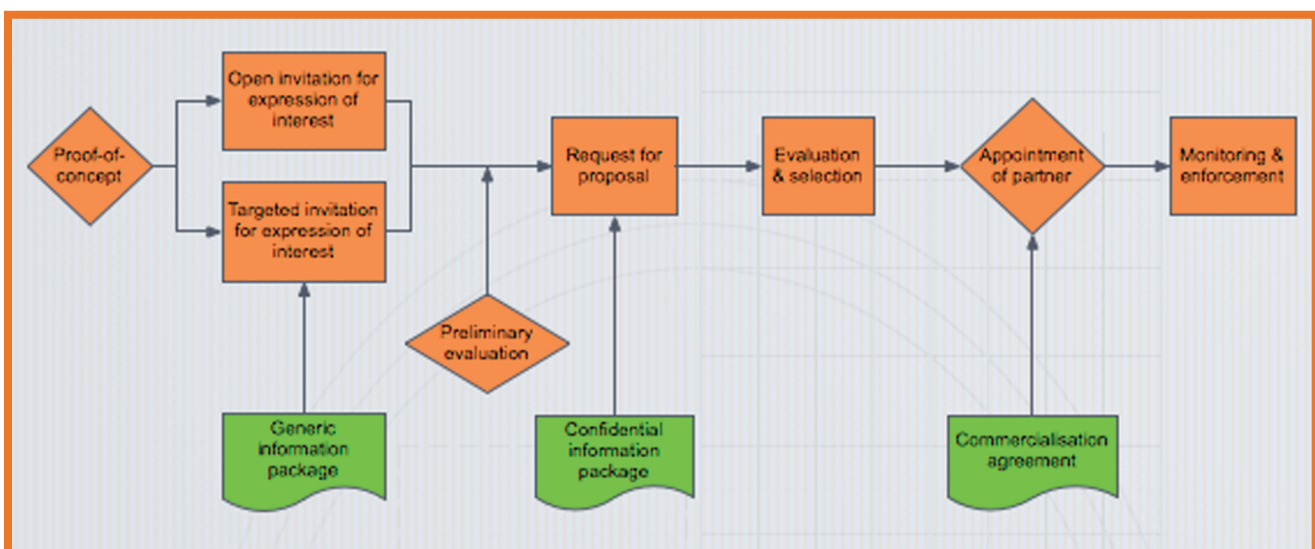 Open invitation for
expression of
interest
Proof-of-
concept
Targeted invitation
for expression of
interest
Request for
proposal
Evaluation
& selection
Appointment
of partner
Monitoring &
enforcement
Preliminary
evaluation
Generic
information
package
Confidential
information
package
Commercialisation
agreement